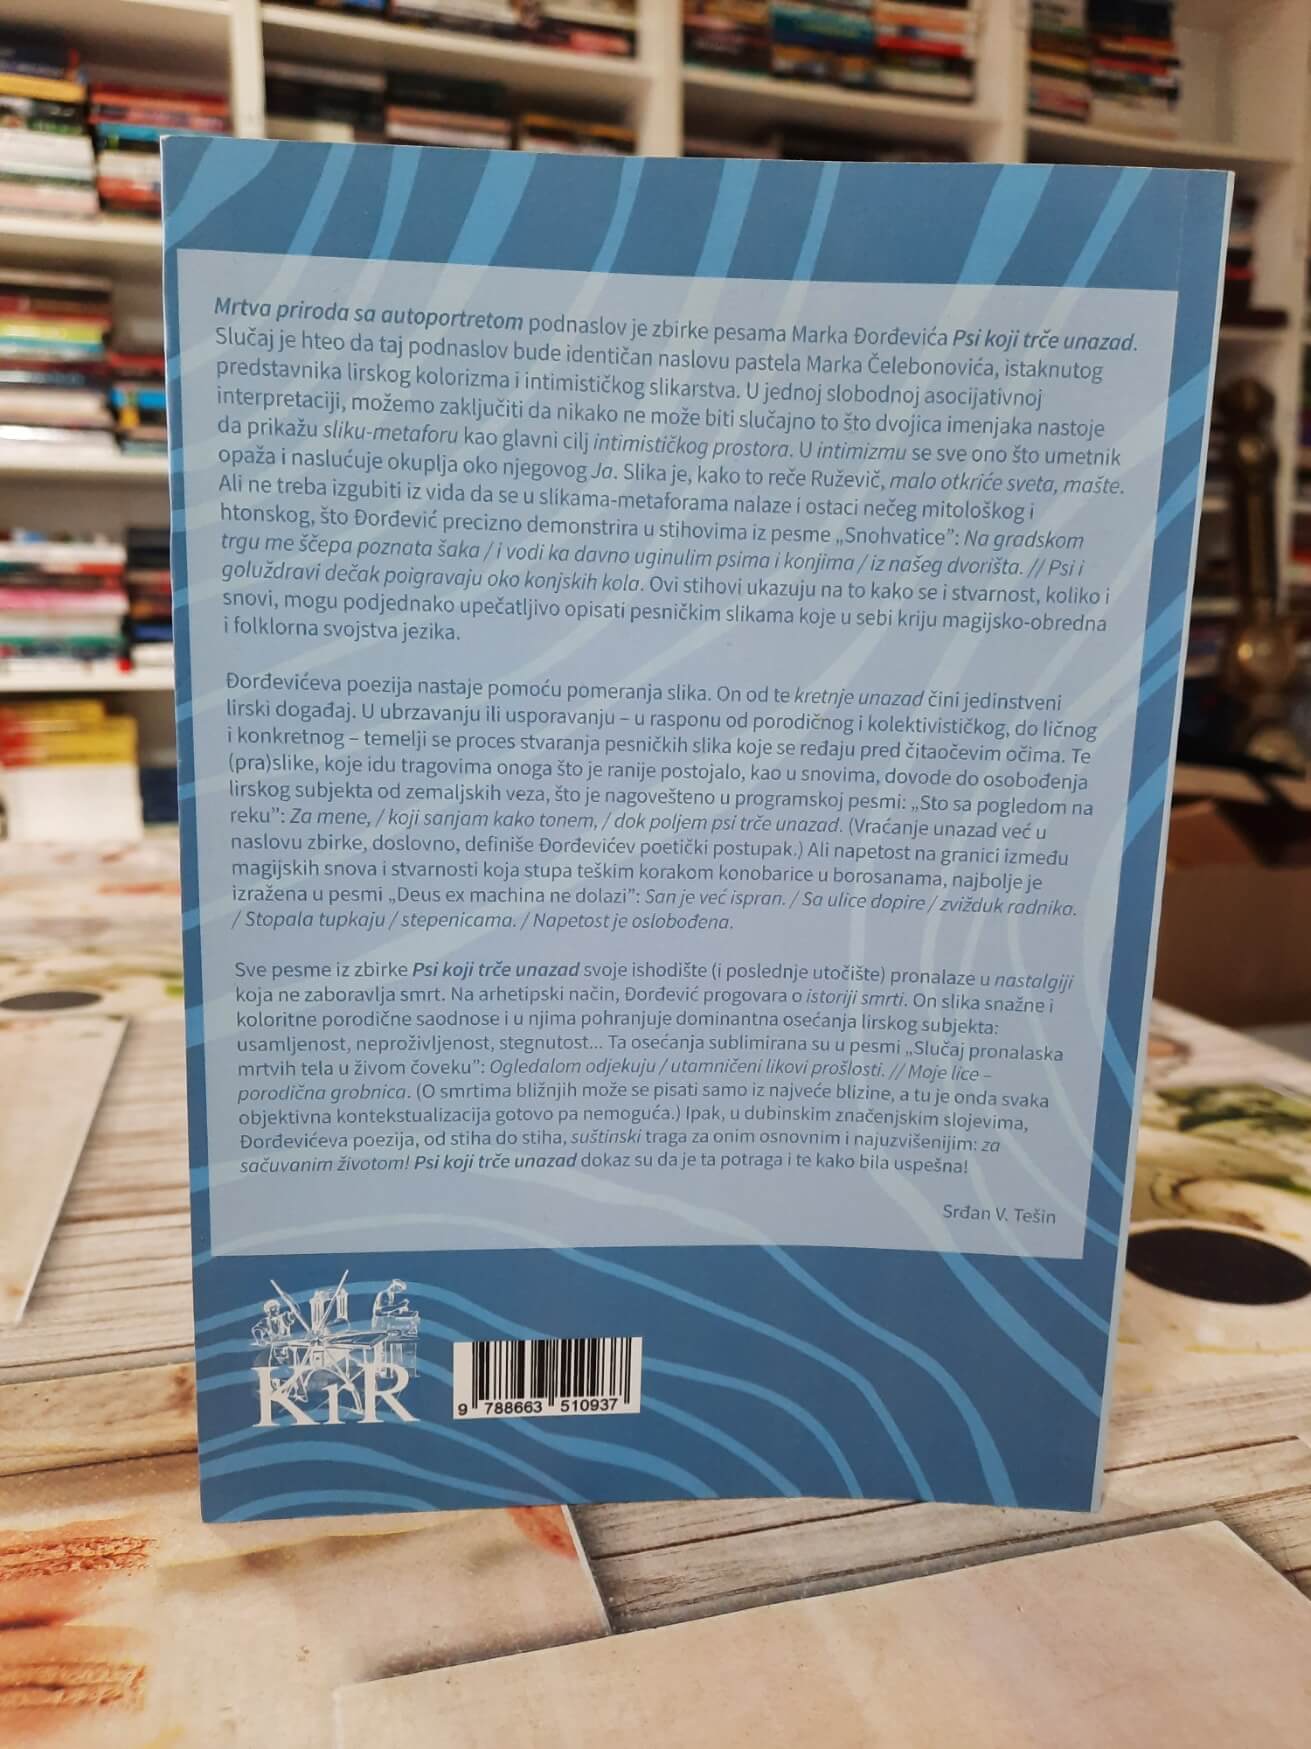 Mrtva priroda sa autoportretom podnaslov je zbirke pesama Marka Đorđevića Psi koji trče unazad.
Slučaj je hteo da taj podnaslov bude identičan naslovu pastela Marka Čelebonovića, istaknutog
predstavnika lirskog kolorizma i intimističkog slikarstva. U jednoj slobodnoj asocijativnoj
interpretaciji, možemo zaključiti da nikako ne može biti slučajno to što dvojica imenjaka nastoje
da prikažu sliku-metaforu kao glavni cilj intimističkog prostora. U intimizmu se sve ono što umetnik
opaža i naslućuje okuplja oko njegovog Ja. Slika je, kako to reče Ruževič, malo otkriće sveta, mašte.
Ali ne treba izgubiti iz vida da se u slikama-metaforama nalaze i ostaci nečeg mitološkog i
htonskog, što Đorđević precizno demonstrira u stihovima iz pesme „Snohvatice”: Na gradskom
trgu me ščepa poznata šaka / i vodi ka davno uginulim psima i konjima / iz našeg dvorišta. // Psi i
goluždravi dečak poigravaju oko konjskih kola. Ovi stihovi ukazuju na to kako se i stvarnost, koliko i
snovi, mogu podjednako upečatljivo opisati pesničkim slikama koje u sebi kriju magijsko-obredna
i folklorna svojstva jezika.
Đorđevićeva poezija nastaje pomoću pomeranja slika. On od te kretnje unazad čini jedinstveni
lirski događaj. U ubrzavanju ili usporavanju – u rasponu od porodičnog i kolektivističkog, do ličnog
i konkretnog – temelji se proces stvaranja pesničkih slika koje se ređaju pred čitaočevim očima. Te
(pra)slike, koje idu tragovima onoga što je ranije postojalo, kao u snovima, dovode do osobođenja
lirskog subjekta od zemaljskih veza, što je nagovešteno u programskoj pesmi: „Sto sa pogledom na
reku”: Za mene, / koji sanjam kako tonem, / dok poljem psi trče unazad. (Vraćanje unazad već u
naslovu zbirke, doslovno, definiše Đorđevićev poetički postupak.) Ali napetost na granici između
magijskih snova i stvarnosti koja stupa teškim korakom konobarice u borosanama, najbolje je
izražena u pesmi „Deus ex machina ne dolazi”: San je već ispran. / Sa ulice dopire / zvižduk radnika.
/ Stopala tupkaju / stepenicama. / Napetost je oslobođena.
Sve pesme iz zbirke Psi koji trče unazad svoje ishodište (i poslednje utočište) pronalaze u nastalgiji
koja ne zaboravlja smrt. Na arhetipski način, Đorđević progovara o istoriji smrti. On slika snažne i
koloritne porodične saodnose i u njima pohranjuje dominantna osećanja lirskog subjekta:
usamljenost, neproživljenost, stegnutost... Ta osećanja sublimirana su u pesmi „Slučaj pronalaska
mrtvih tela u živom čoveku”: Ogledalom odjekuju / utamničeni likovi prošlosti. // Moje lice –
porodična grobnica. (O smrtima bližnjih može se pisati samo iz najveće blizine, a tu je onda svaka
objektivna kontekstualizacija gotovo pa nemoguća.) Ipak, u dubinskim značenjskim slojevima,
Đorđevićeva poezija, od stiha do stiha, suštinski traga za onim osnovnim i najuzvišenijim: za
sačuvanim životom! Psi koji trče unazad dokaz su da je ta potraga i te kako bila uspešna!
Srđan V. Tešin
KrR
9 788663 510937